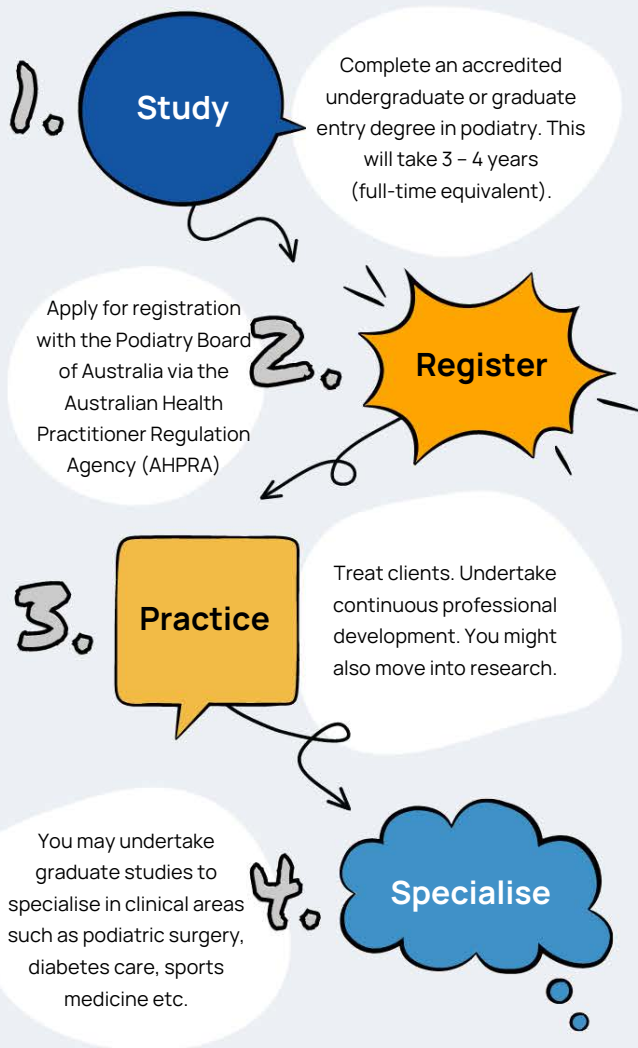 1.
Study
Complete an accredited
undergraduate or graduate
entry degree in podiatry. This
will take 3 – 4 years
(full-time equivalent).
2.
Register
Apply for registration
with the Podiatry Board
of Australia via the
Australian Health
Practitioner Regulation
Agency (AHPRA)
3.
Practice
Treat clients. Undertake
continuous professional
development. You might
also move into research.
4.
Specialise
You may undertake
graduate studies to
specialise in clinical areas
such as podiatric surgery,
diabetes care, sports
medicine etc.